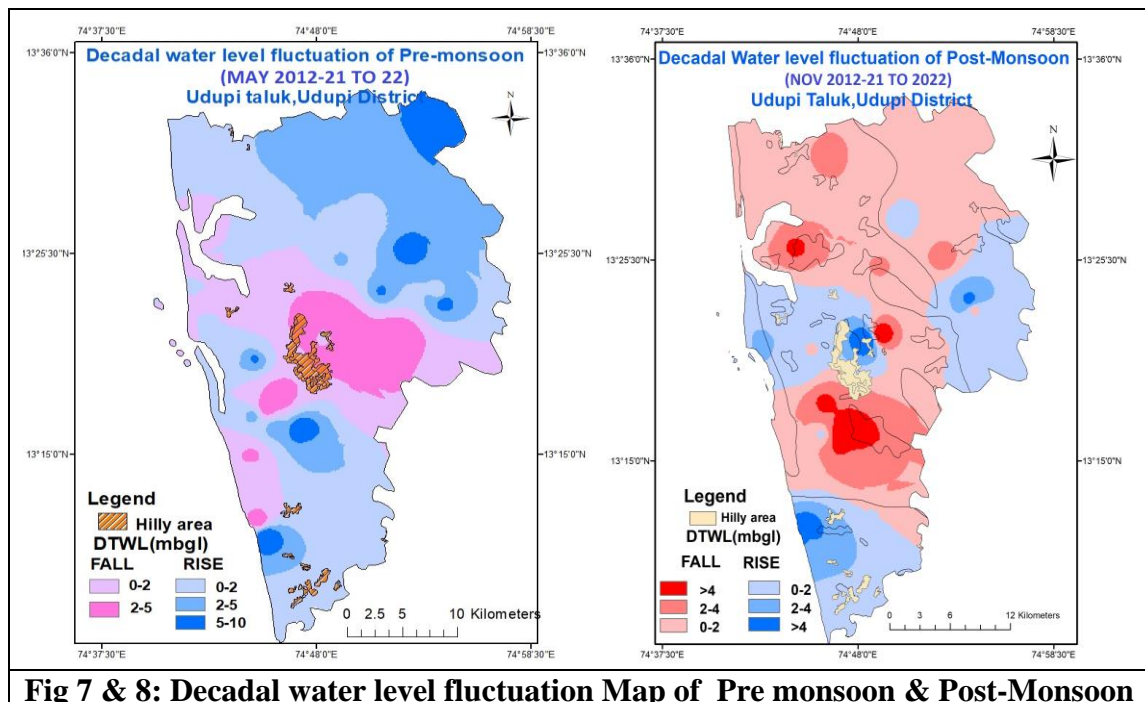 74°37'30"E
74°48'0"E
74°58'30"E
13°36'0"N
13°36'0"N
Decadal water level fluctuation of Pre-monsoon
(MAY 2012-21 TO 22)
Udupi taluk,Udupi District
N
13°25'30"N
13°25'30"N
13°15'0"N
13°15'0"N
Legend
Hilly area
DTWL(mbgl)
FALL
RISE
0-2
0-2
2-5
2-5
5-10
0 2.5 5 10 Kilometers
74°37'30"E
74°48'0"E
74°58'30"E
74°37'30"E
74°48'0"E
74°58'30"E
13°36'0"N
13°36'0"N
Decadal Water level fluctuation of Post-Monsoon
(NOV 2012-21 TO 2022)
Udupi Taluk,Udupi District
N
13°25'30"N
13°25'30"N
13°15'0"N
13°15'0"N
Legend
Hilly area
DTWL(mbgl)
FALL
RISE
>4
0-2
2-4
2-4
0-2
>4
0 3 6 12 Kilometers
74°37'30"E
74°48'0"E
74°58'30"E
Fig 7 & 8: Decadal water level fluctuation Map of Pre monsoon & Post-Monsoon